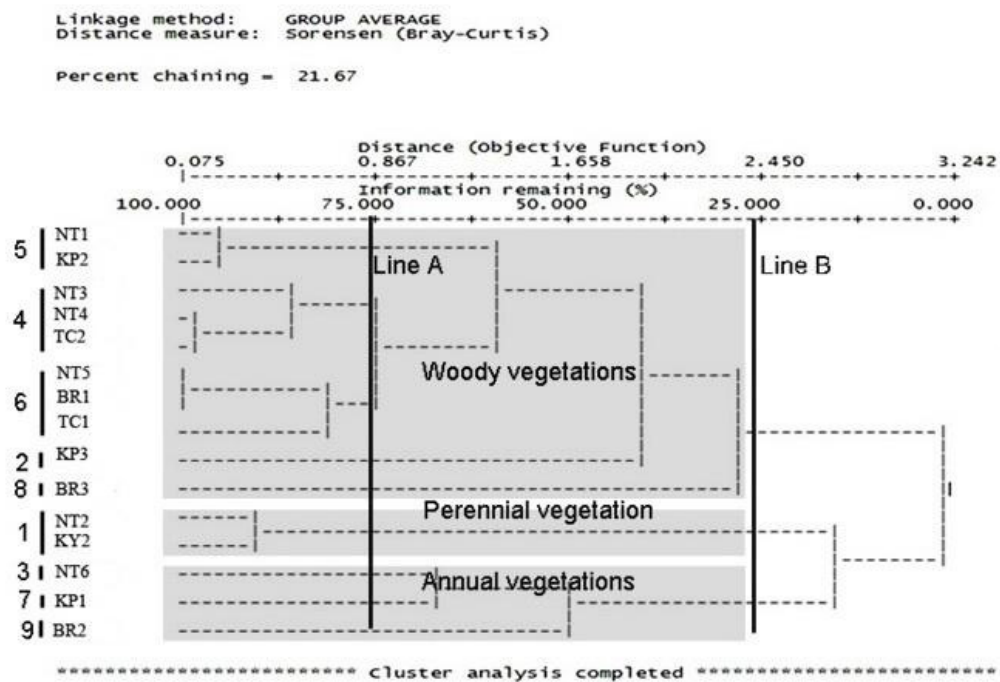 Linkage method: GROUP AVERAGE
Distance measure: Sorensen (Bray-Curtis)
Percent chaining = 21.67
Distance (Objective Function)
0.075 0.867 1.658 2.450 3.242
Information remaining (%)
100.000 75.000 50.000 25.000 0.000
NT1
5
KP2
Line A
Line B
NT3
4 NT4
TC2
NT5
Woody vegetations
6 BR1
TC1
2 KP3
8 BR3
Perennial vegetation
NT2
1
KY2
3 NT6
Annual vegetations
7 KP1
9 BR2
************************ Cluster analysis completed **********************